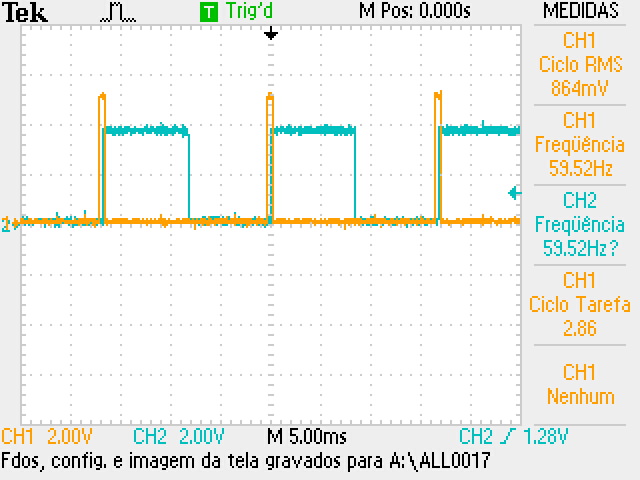 Tek T Trig'd M Pos: 0.000s MEDIDAS
CH1
Ciclo RMS
864mV
CH1
Freqüência
59.52Hz
CH2
Freqüência
59.52Hz?
CH1
Ciclo Tarefa
2.86
CH1
Nenhum
1
2
CH1 2.00V CH2 2.00V M 5.00ms CH2 1.28V
Fdos, config. e imagem da tela gravados para A:\ALL0017